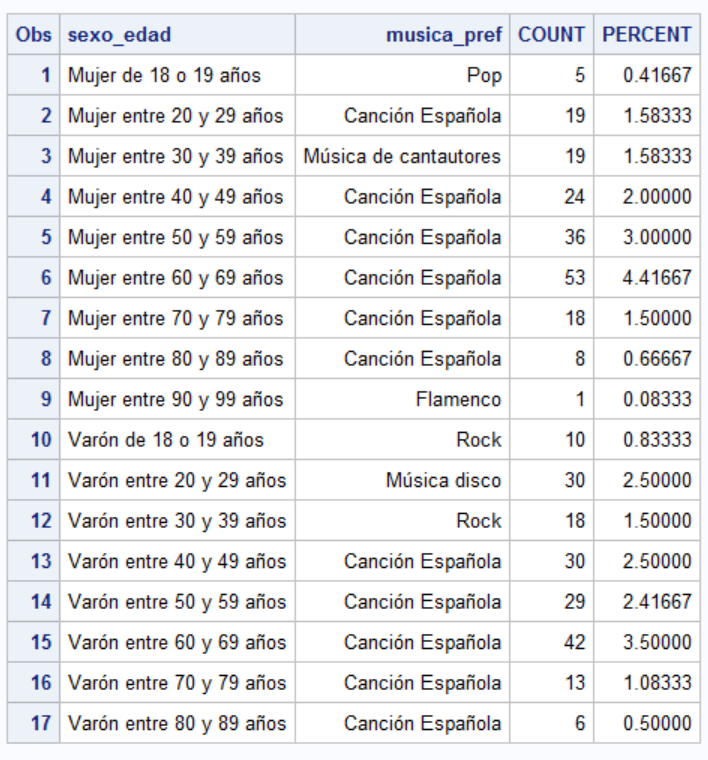 Obs sexo_edad musica_pref COUNT PERCENT
1 Mujer de 18 o 19 años Pop 5 0.41667
2 Mujer entre 20 y 29 años Canción Española 19 1.58333
3 Mujer entre 30 y 39 años Música de cantautores 19 1.58333
4 Mujer entre 40 y 49 años Canción Española 24 2.00000
5 Mujer entre 50 y 59 años Canción Española 36 3.00000
6 Mujer entre 60 y 69 años Canción Española 53 4.41667
7 Mujer entre 70 y 79 años Canción Española 18 1.50000
8 Mujer entre 80 y 89 años Canción Española 8 0.66667
9 Mujer entre 90 y 99 años Flamenco 1 0.08333
10 Varón de 18 o 19 años Rock 10 0.83333
11 Varón entre 20 y 29 años Música disco 30 2.50000
12 Varón entre 30 y 39 años Rock 18 1.50000
13 Varón entre 40 y 49 años Canción Española 30 2.50000
14 Varón entre 50 y 59 años Canción Española 29 2.41667
15 Varón entre 60 y 69 años Canción Española 42 3.50000
16 Varón entre 70 y 79 años Canción Española 13 1.08333
17 Varón entre 80 y 89 años Canción Española 6 0.50000